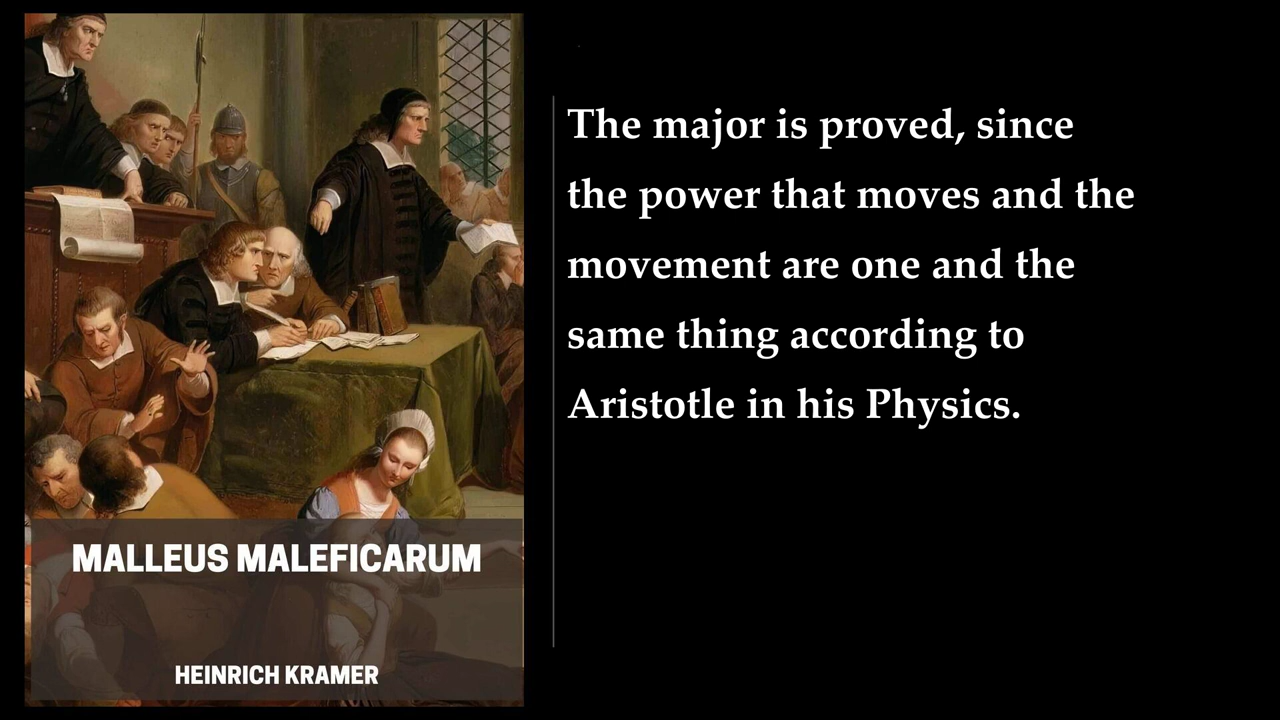 MALLEUS MALEFICARUM
HEINRICH KRAMER
The major is proved, since
the power that moves and the
movement are one and the
same thing according to
Aristotle in his Physics.